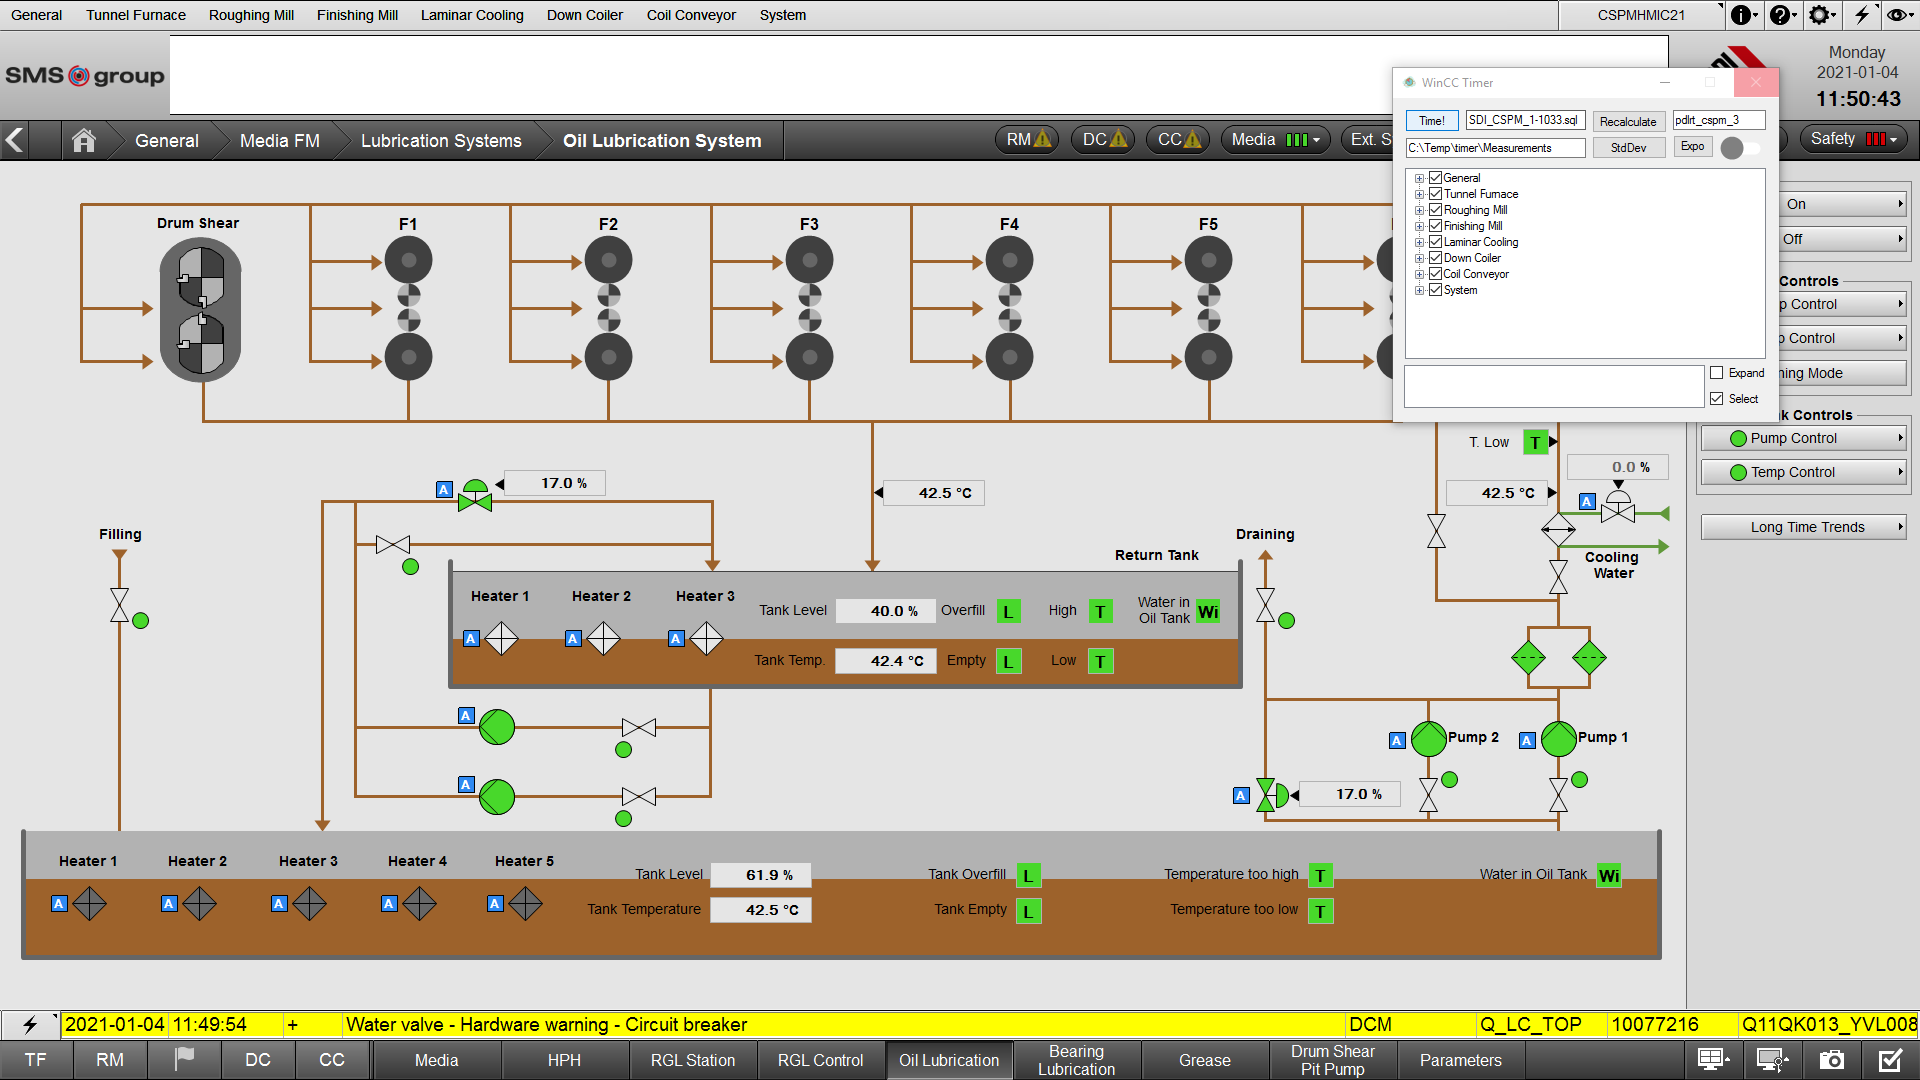 General Tunnel Furnace Roughing Mill Finishing Mill Laminar Cooling Down Coiler Coil Conveyor System CSPMHMIC21
SMS group
Monday
2021-01-04
11:50:43
General Media FM Lubrication Systems Oil Lubrication System RM DC CC Media Ext. S Safety
WinCC Timer
Time! SDI_CSPM_1-1033.sql Recalculate pdlrt_cspm_3
C:\Temp\timer\Measurements StdDev Expo
General
Tunnel Furnace
Roughing Mill
Finishing Mill
Laminar Cooling
Down Coiler
Coil Conveyor
System
Expand
Select
On
Off
Controls
p Control
p Control
ning Mode
k Controls
Pump Control
Temp Control
Long Time Trends
Drum Shear F1 F2 F3 F4 F5
T. Low T
0.0 %
A 17.0 %
42.5 °C
42.5 °C
A
Filling
Draining
Return Tank
Cooling
Water
Heater 1 Heater 2 Heater 3
A A A
Tank Level 40.0 % Overfill L High T Water in
Oil Tank Wi
Tank Temp. 42.4 °C Empty L Low T
A
A
A Pump 2 A Pump 1
A 17.0 %
Heater 1 Heater 2 Heater 3 Heater 4 Heater 5
A A A A A
Tank Level 61.9 % Tank Overfill L Temperature too high T Water in Oil Tank Wi
Tank Temperature 42.5 °C Tank Empty L Temperature too low T
2021-01-04 11:49:54 + Water valve - Hardware warning - Circuit breaker DCM Q_LC_TOP 10077216 Q11QK013_YVL008
TF RM DC CC Media HPH RGL Station RGL Control Oil Lubrication Bearing
Lubrication Grease Drum Shear
Pit Pump Parameters